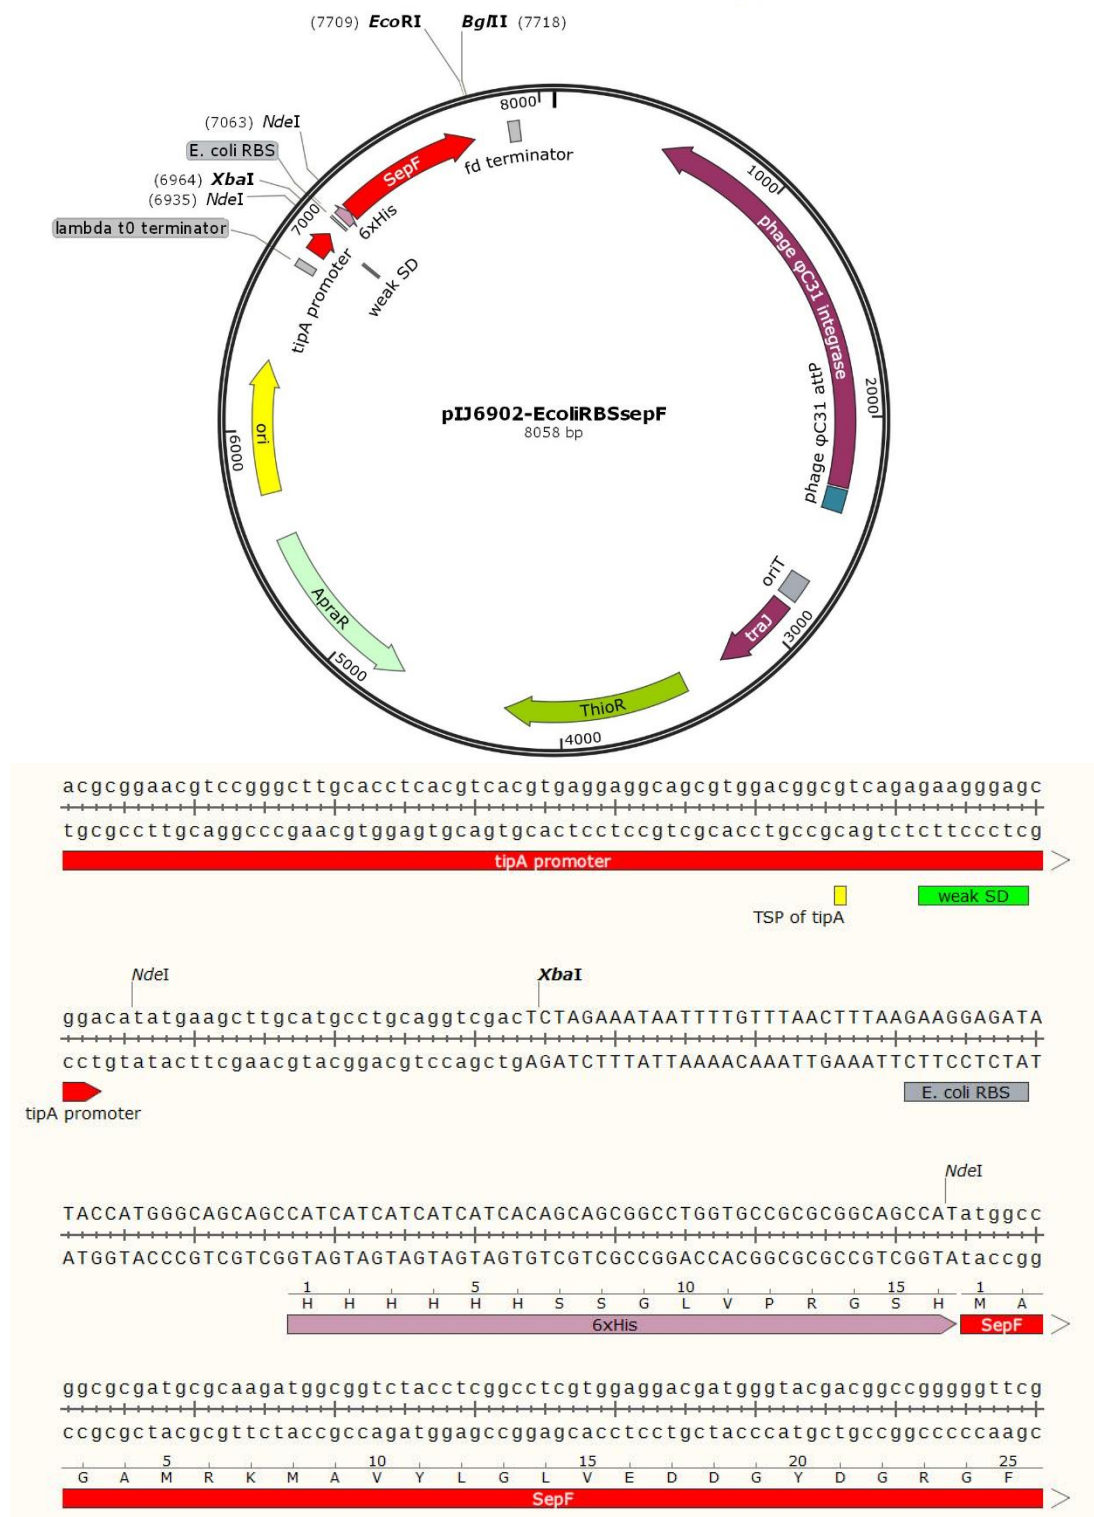 (7709) EcoRI BglII (7718)
8000
(7063) NdeI
E. coli RBS
(6964) XbaI
(6935) NdeI
lambda t0 terminator
7000
SepF
fd terminator
6xHis
tipA promoter
weak SD
1000
phage φC31 integrase
2000
phage φC31 attP
ori
6000
pIJ6902-EcoliRBSsepF
8058 bp
oriT
traJ
3000
ApraR
5000
ThioR
4000
acgcggaacgtccgggcttgcacctcacgtcacgtgaggaggcagcgtggacggcgtcagagaagggagc
tgcgccttgcaggcccgaacgtggagtgcagtgcactcctccgtcgcacctgccgcagtctcttccctcg
tipA promoter
weak SD
TSP of tipA
NdeI XbaI
ggacatatgaagcttgcatgcctgcaggtcgacTCTAGAAATAATTTTGTTTAACTTTAAGAAGGAGATA
cctgtatacttcgaacgtacggacgtccagctgAGATCTTTATTAAAACAAATTGAAATTCTTCCTCTAT
E. coli RBS
tipA promoter
NdeI
TACCATGGGCAGCAGCCATCATCATCATCATCACAGCAGCGGCCTGGTGCCGCGCGGCAGCCATatggcc
ATGGTACCCGTCGTCGGTAGTAGTAGTAGTAGTGTCGTCGCCGGACCACGGCGCGCCGTCGGTAtaccgg
1 5 10 15 1
H H H H H H S S G L V P R G S H M A
6xHis SepF
ggcgcgatgcgcaagatggcggtctacctcggcctcgtggaggacgatgggtacgacggccgggggttcg
ccgcgctacgcgttctaccgccagatggagccggagcacctcctgctacccatgctgccggcccccaagc
5 10 15 20 25
G A M R K M A V Y L G L V E D D G Y D G R G F
SepF